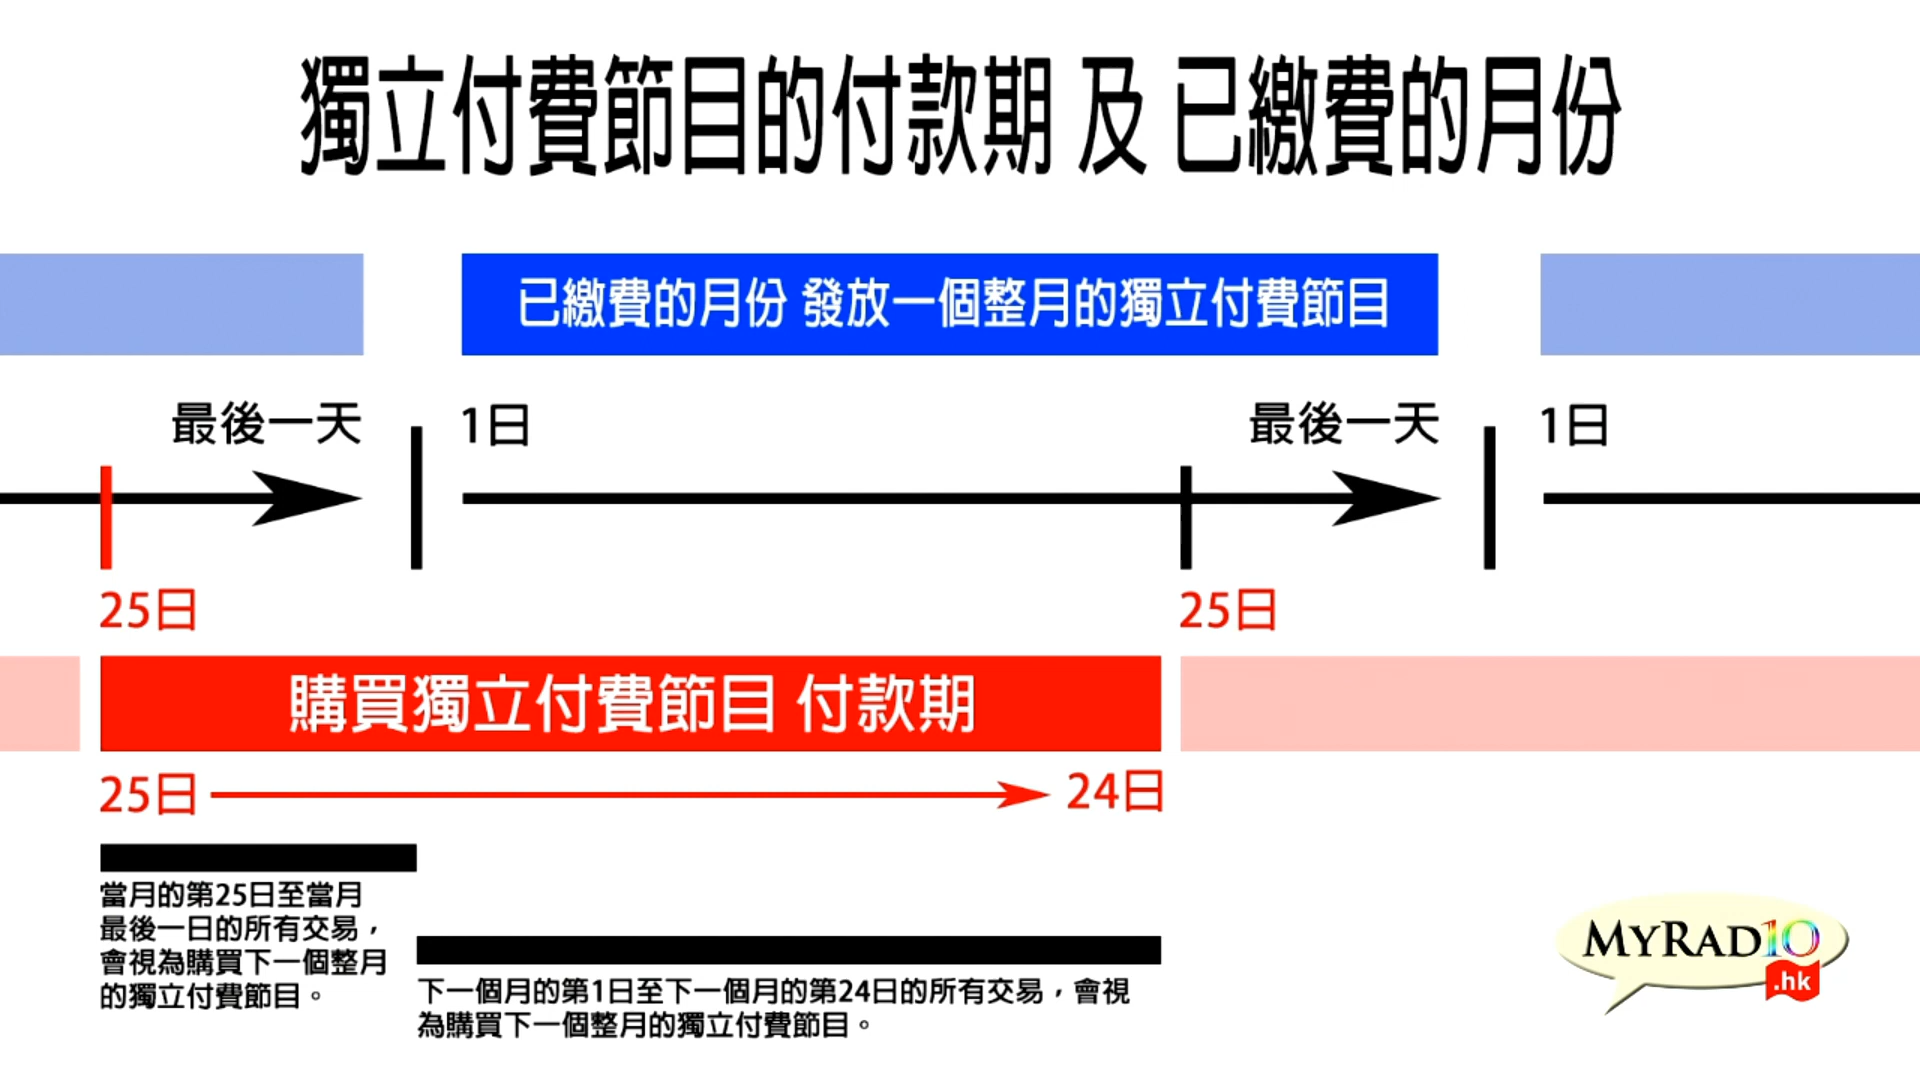 獨立付費節目的付款期 及 已繳費的月份
已繳費的月份 發放一個整月的獨立付費節目
最後一天
1日
最後一天
1日
25日
25日
購買獨立付費節目 付款期
25日
24日
當月的第25日至當月
最後一日的所有交易，
會視為購買下一個整月
的獨立付費節目。
下一個月的第1日至下一個月的第24日的所有交易，會視
為購買下一個整月的獨立付費節目。
MYRAD10
.hk